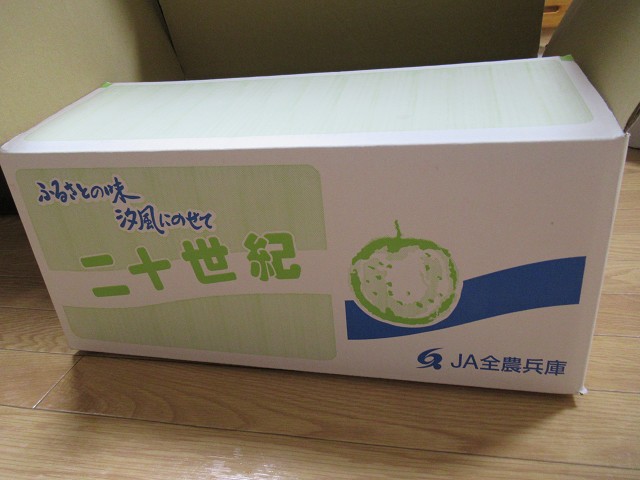 ふるさとの味
汐風にのせて
二十世紀
JA全農兵庫